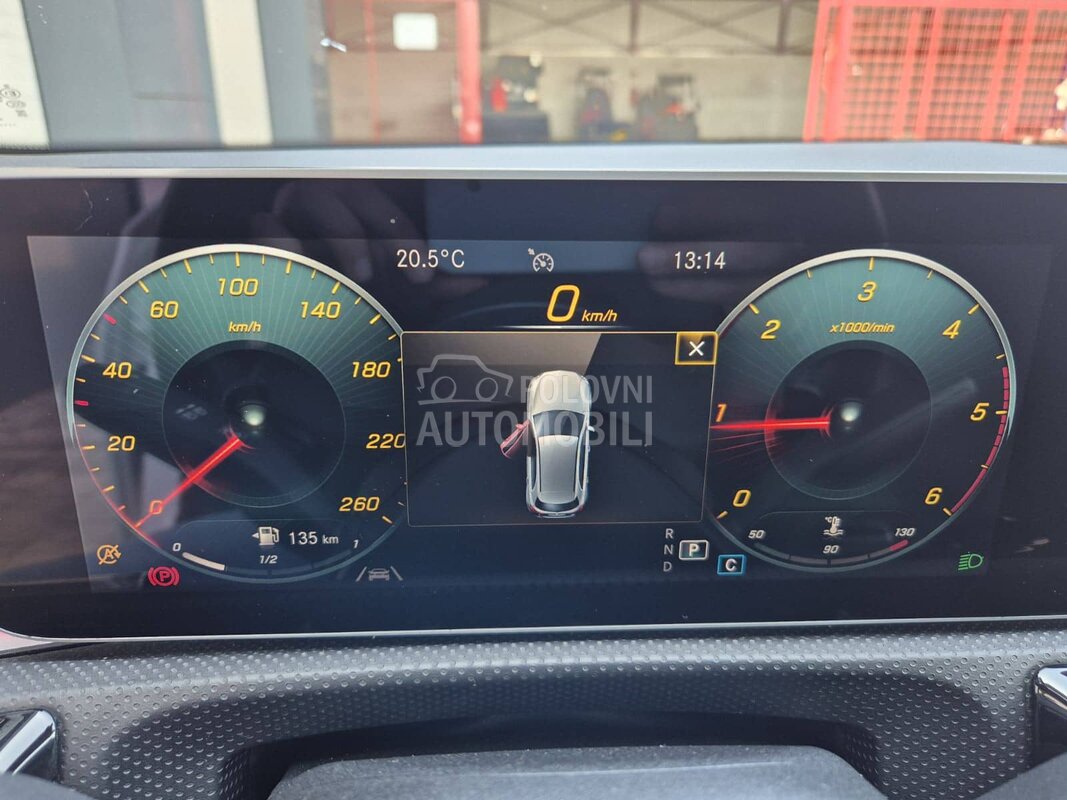 20.5°C
13:14
0 km/h
0 20 40 60 100 140 180 220 260
km/h
0 1 2 3 4 5 6
x1000/min
POLOVNI
AUTOMOBILI
0 1/2 1
135 km
R
N P
D
C
50 90 130
°C
A
P